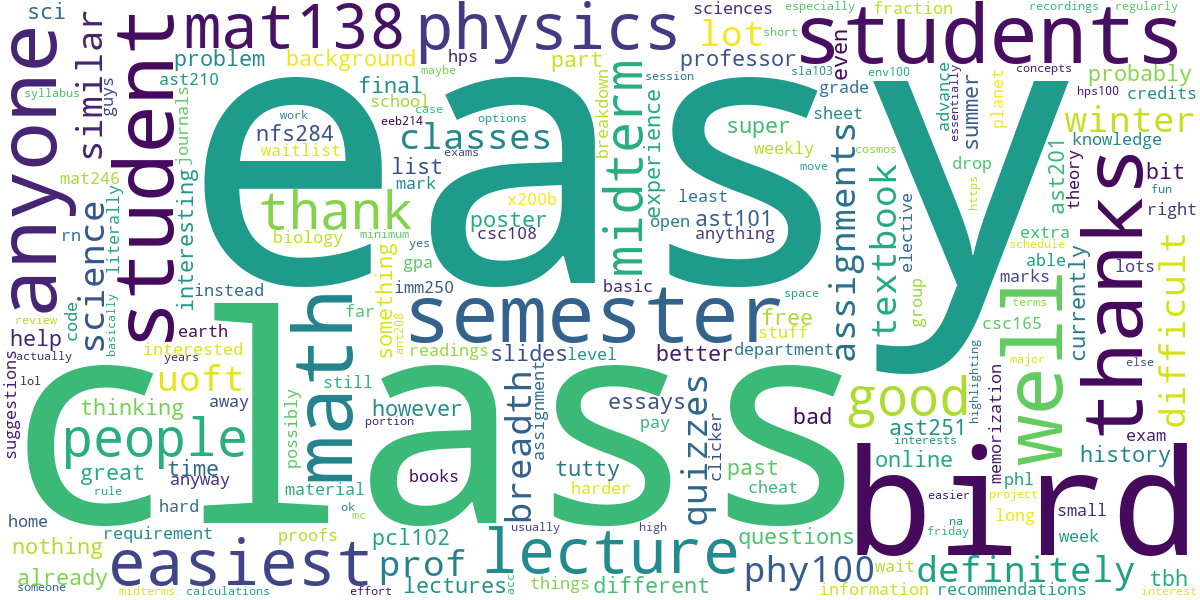 sci
mat138
physics
sciences
lot
especially
short
students
fraction
recordings
regularly
anyone
similar
guys
syllabus
student
ast210
problem
background
hps
maybe
final
school
eeb214
case
part
session
professor
even
sla103
env100
concepts
hps100
probably
credits
easy
work
nfs284
waitlist
options
exams
classes
list
mark
breakdown
midterm
experience
super
weekly
grade
sheet
cosmos
drop
advance
essentially
summer
planet
winter
knowledge
theory
bit
fun
right
mat246
rn
science
literally
interesting
journals
thank
biology
minimum
x200b
poster
csc108
yes
gpa
least
open
ast101
anything
move
assignments
textbook
elective
https
ast201
extra
schedule
able
marks
lots
thanks
difficult
code
basically
instead
earth
something
ant208
imm250
basic
semester
space
free
stuff
group
csc165
terms
well
currently
help
review
actually
lol
suggestions
interested
years
math
far
readings
slides
level
better
department
highlighting
major
else
class
uoft
away
thinking
people
great
rule
time
anyway
hard
possibly
still
however
portion
books
material
ok
mc
breadth
assignment
essays
pay
tutty
harder
quizzes
clicker
bad
past
cheat
good
ast251
interests
online
memorization
exam
history
phl
bird
easier
project
long
small
week
na
friday
home
requirement
nothing
already
someone
easiest
midterms
calculations
proofs
pcl102
prof
effort
lectures
usually
high
lecture
acc
things
different
questions
phy100
wait
information
definitely
recommendations
tbh
interest